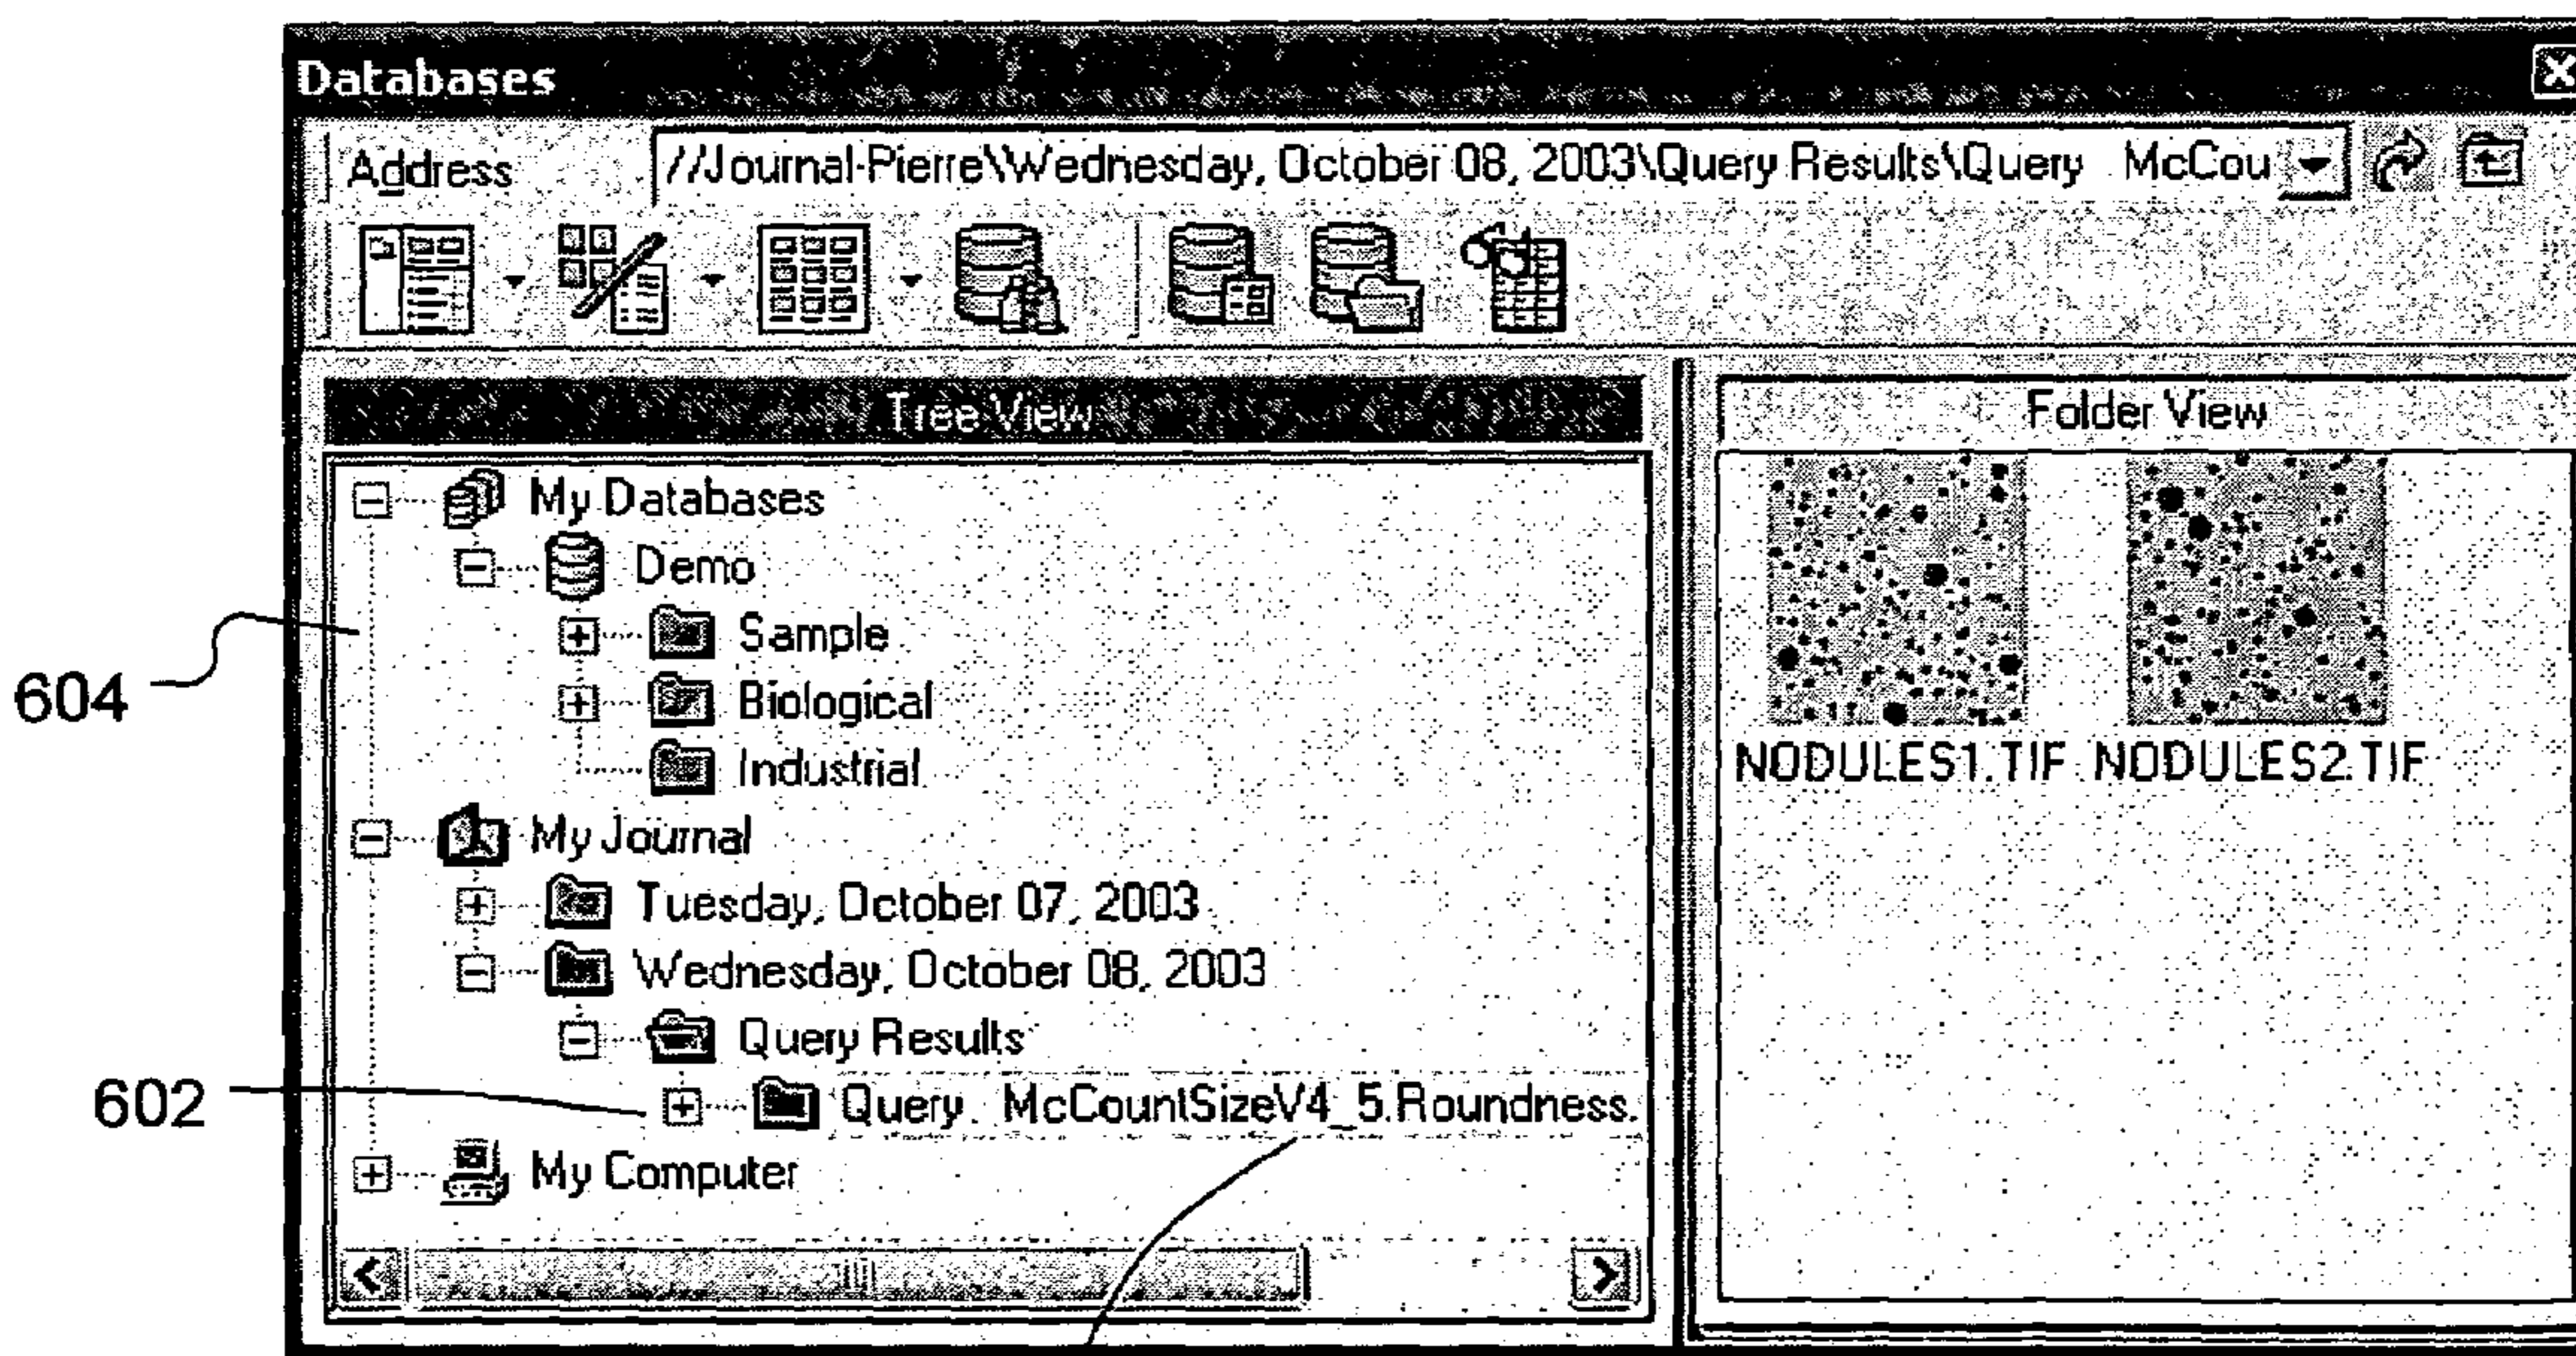 Databases
Address //Journal-Pierre\Wednesday, October 08, 2003\Query Results\Query McCou
Tree View
Folder View
My Databases
Demo
Sample
Biological
Industrial
NODULES1.TIF NODULES2.TIF
My Journal
Tuesday, October 07, 2003
Wednesday, October 08, 2003
Query Results
Query. McCountSizeV4_5.Roundness.
My Computer
604
602